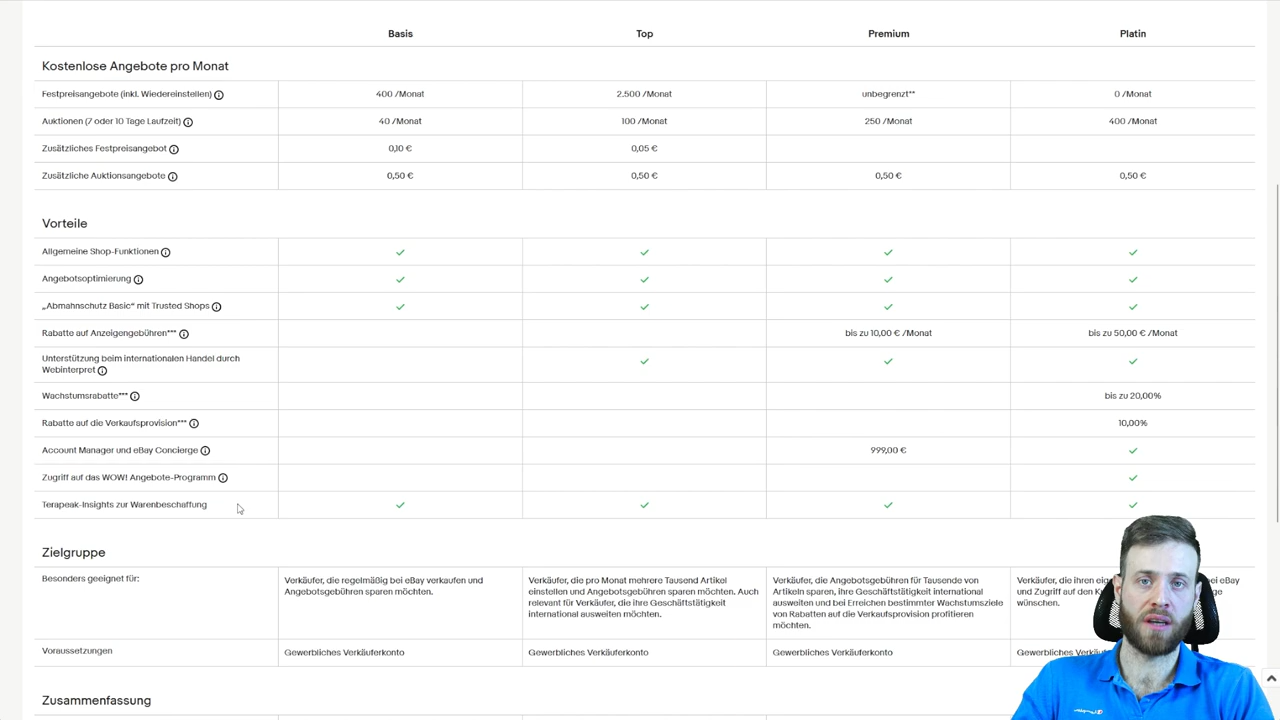 Basis Top Premium Platin
Kostenlose Angebote pro Monat
Festpreisangebote (inkl. Wiedereinstellen) 400 /Monat 2.500 /Monat unbegrenzt** 0 /Monat
Auktionen (7 oder 10 Tage Laufzeit) 40 /Monat 100 /Monat 250 /Monat 400 /Monat
Zusätzliches Festpreisangebot 0,10 € 0,05 €
Zusätzliche Auktionsangebote 0,50 € 0,50 € 0,50 € 0,50 €
Vorteile
Allgemeine Shop-Funktionen
Angebotsoptimierung
„Abmahnschutz Basic“ mit Trusted Shops
Rabatte auf Anzeigengebühren*** bis zu 10,00 € /Monat bis zu 50,00 € /Monat
Unterstützung beim internationalen Handel durch
Webinterpret
Wachstumsrabatte*** bis zu 20,00%
Rabatte auf die Verkaufsprovision*** 10,00%
Account Manager und eBay Concierge 999,00 €
Zugriff auf das WOW! Angebote-Programm
Terapeak-Insights zur Warenbeschaffung
Zielgruppe
Besonders geeignet für:
Verkäufer, die regelmäßig bei eBay verkaufen und
Angebotsgebühren sparen möchten.
Verkäufer, die pro Monat mehrere Tausend Artikel
einstellen und Angebotsgebühren sparen möchten. Auch
relevant für Verkäufer, die ihre Geschäftstätigkeit
international ausweiten möchten.
Verkäufer, die Angebotsgebühren für Tausende von
Artikeln sparen, ihre Geschäftstätigkeit international
ausweiten und bei Erreichen bestimmter Wachstumsziele
von Rabatten auf die Verkaufsprovision profitieren
möchten.
Verkäufer, die ihren bei eBay
und Zugriff auf den
wünschen.
Voraussetzungen Gewerbliches Verkäuferkonto Gewerbliches Verkäuferkonto Gewerbliches Verkäuferkonto Gewerbliches
Zusammenfassung